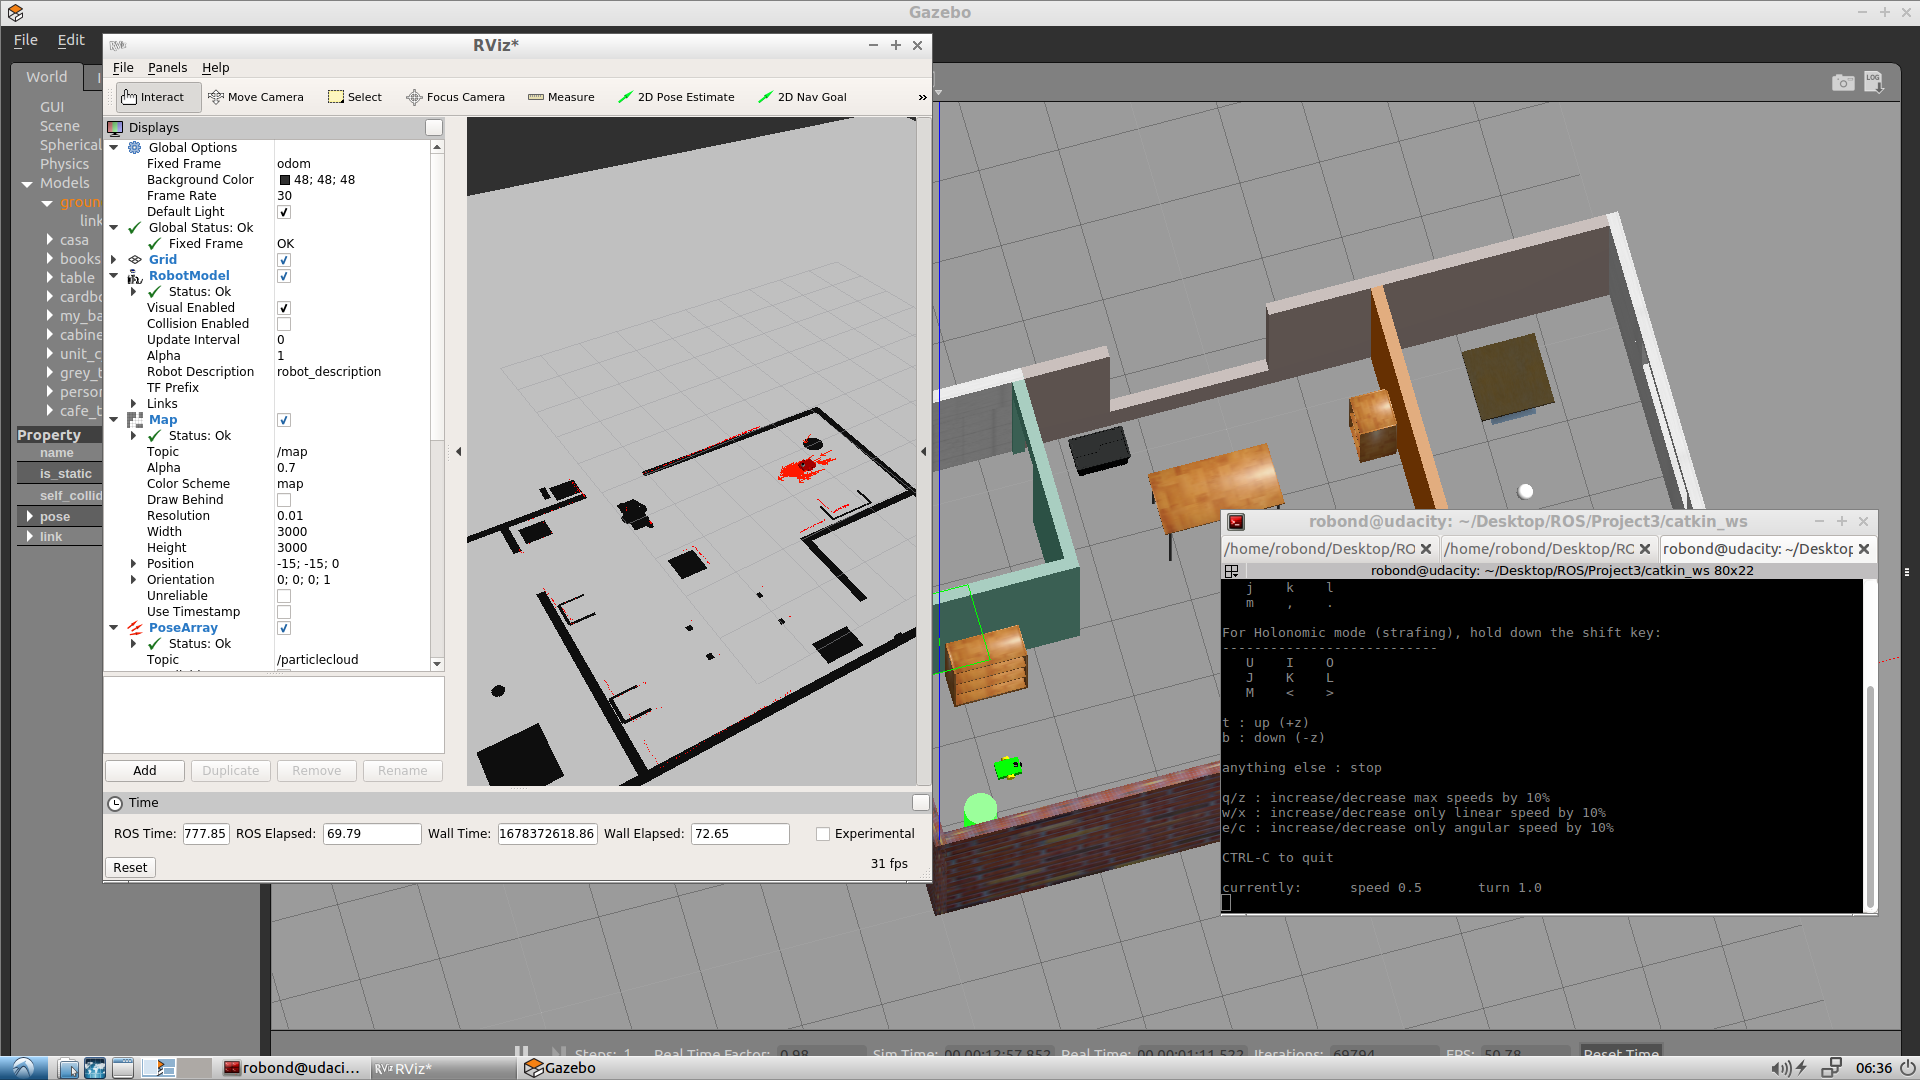 Gazebo
File Edit
World
GUI
Scene
Spherical
Physics
Models
groun
link
casa
books
table
cardbo
my_ba
cabine
unit_c
grey_t
person
cafe_t
Property
name
is_static
self_collid
pose
link
RViz*
File Panels Help
Interact Move Camera Select Focus Camera Measure 2D Pose Estimate 2D Nav Goal »
Displays
Global Options
Fixed Frame odom
Background Color 48; 48; 48
Frame Rate 30
Default Light
Global Status: Ok
Fixed Frame OK
Grid
RobotModel
Status: Ok
Visual Enabled
Collision Enabled
Update Interval 0
Alpha 1
Robot Description robot_description
TF Prefix
Links
Map
Status: Ok
Topic /map
Alpha 0.7
Color Scheme map
Draw Behind
Resolution 0.01
Width 3000
Height 3000
Position -15; -15; 0
Orientation 0; 0; 0; 1
Unreliable
Use Timestamp
PoseArray
Status: Ok
Topic /particlecloud
Add Duplicate Remove Rename
Time
ROS Time: 777.85 ROS Elapsed: 69.79 Wall Time: 1678372618.86 Wall Elapsed: 72.65 Experimental
Reset 31 fps
LOG
robond@udacity: ~/Desktop/ROS/Project3/catkin_ws
/home/robond/Desktop/RO /home/robond/Desktop/RO robond@udacity: ~/Desktop
robond@udacity: ~/Desktop/ROS/Project3/catkin_ws 80x22
j k l
m , .
For Holonomic mode (strafing), hold down the shift key:
---------------------------
U I O
J K L
M < >
t : up (+z)
b : down (-z)
anything else : stop
q/z : increase/decrease max speeds by 10%
w/x : increase/decrease only linear speed by 10%
e/c : increase/decrease only angular speed by 10%
CTRL-C to quit
currently: speed 0.5 turn 1.0
Steps: 1 Real Time Factor: 0.98 Sim Time: 00 00:12:57.852 Real Time: 00 00:01:11.522 Iterations: 69794 FPS: 50.78 Reset Time
robond@udaci... RViz* Gazebo 06:36